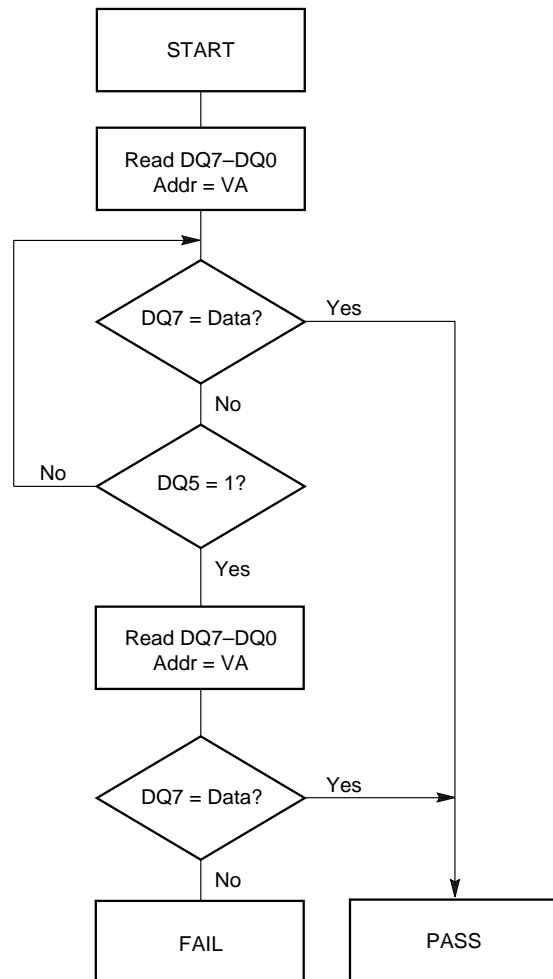 START
Read DQ7–DQ0
Addr = VA
DQ7 = Data?
Yes
No
No
DQ5 = 1?
Yes
Read DQ7–DQ0
Addr = VA
DQ7 = Data?
Yes
No
FAIL
PASS